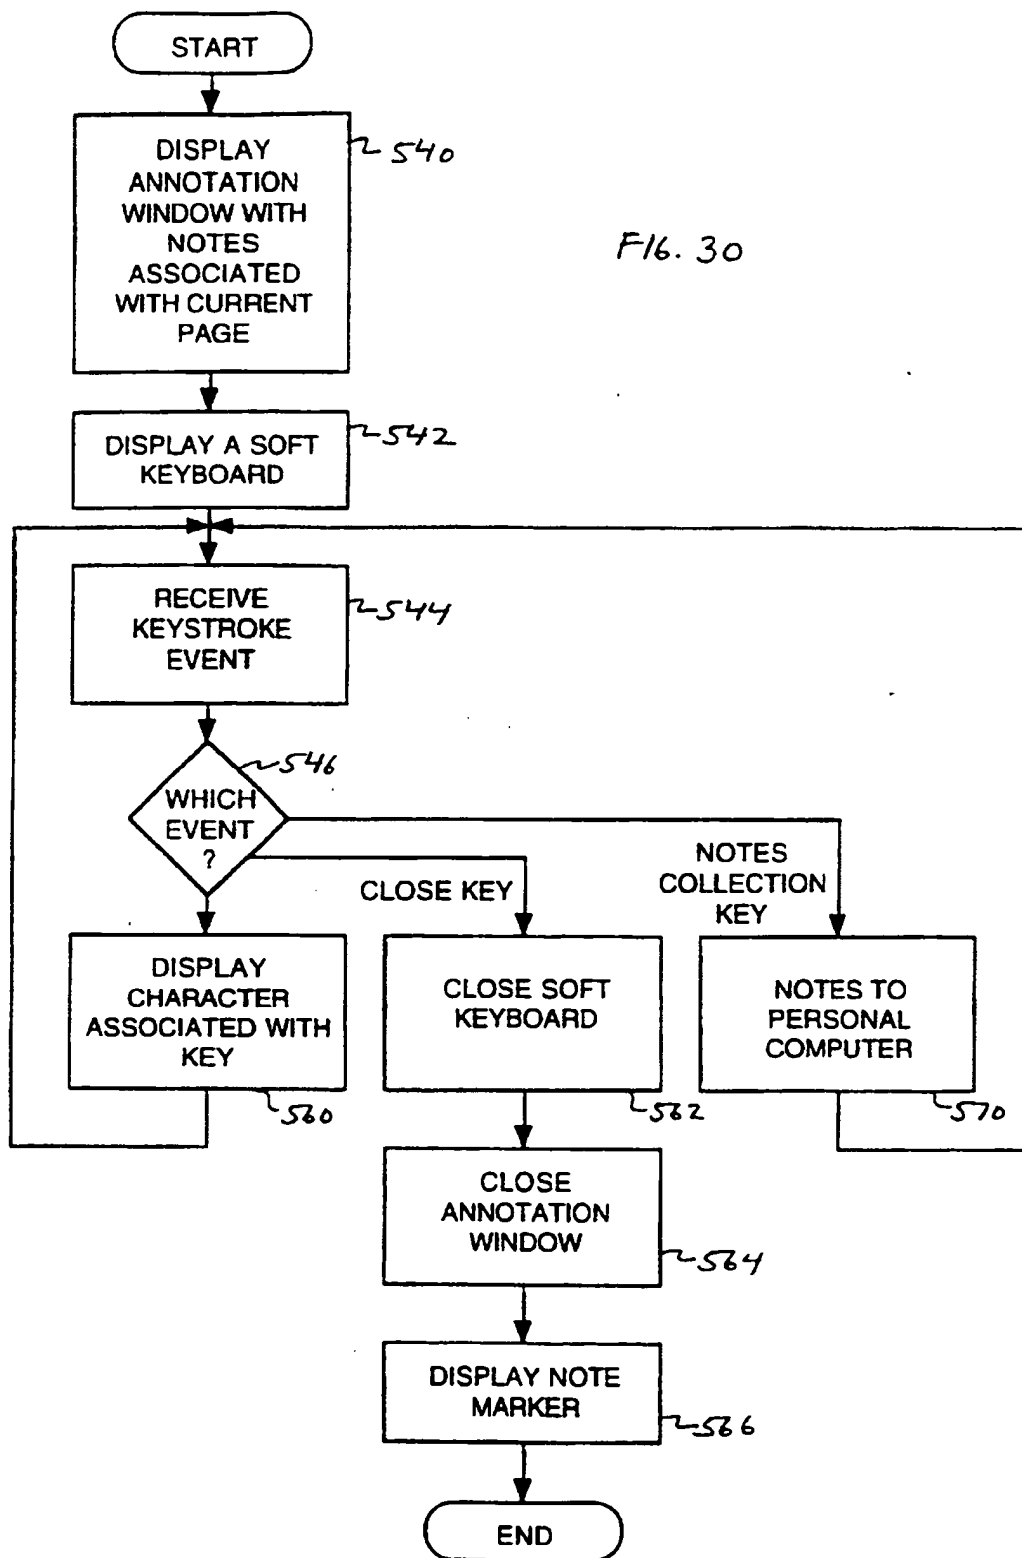 START
DISPLAY
ANNOTATION
WINDOW WITH
NOTES
ASSOCIATED
WITH CURRENT
PAGE
540
FIG. 30
DISPLAY A SOFT
KEYBOARD
542
RECEIVE
KEYSTROKE
EVENT
544
WHICH
EVENT
?
546
CLOSE KEY
NOTES
COLLECTION
KEY
DISPLAY
CHARACTER
ASSOCIATED WITH
KEY
560
CLOSE SOFT
KEYBOARD
562
NOTES TO
PERSONAL
COMPUTER
570
CLOSE
ANNOTATION
WINDOW
564
DISPLAY NOTE
MARKER
566
END